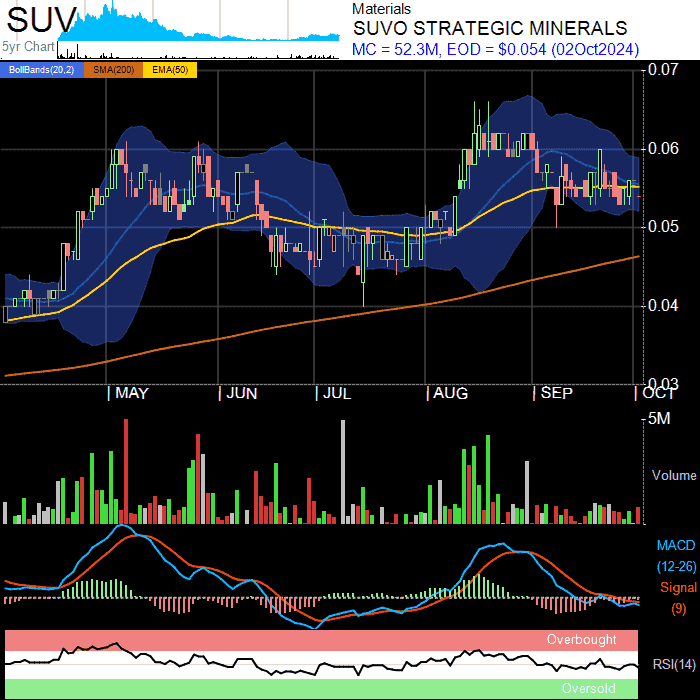 SUV
5yr Chart
Materials
SUVO STRATEGIC MINERALS
MC = 52.3M, EOD = $0.054 (02Oct2024)
BollBands(20,2) SMA(200) EMA(50)
0.07
0.06
0.05
0.04
0.03
MAY JUN JUL AUG SEP OCT
5M
Volume
MACD
(12-26)
Signal
(9)
Overbought
RSI(14)
Oversold